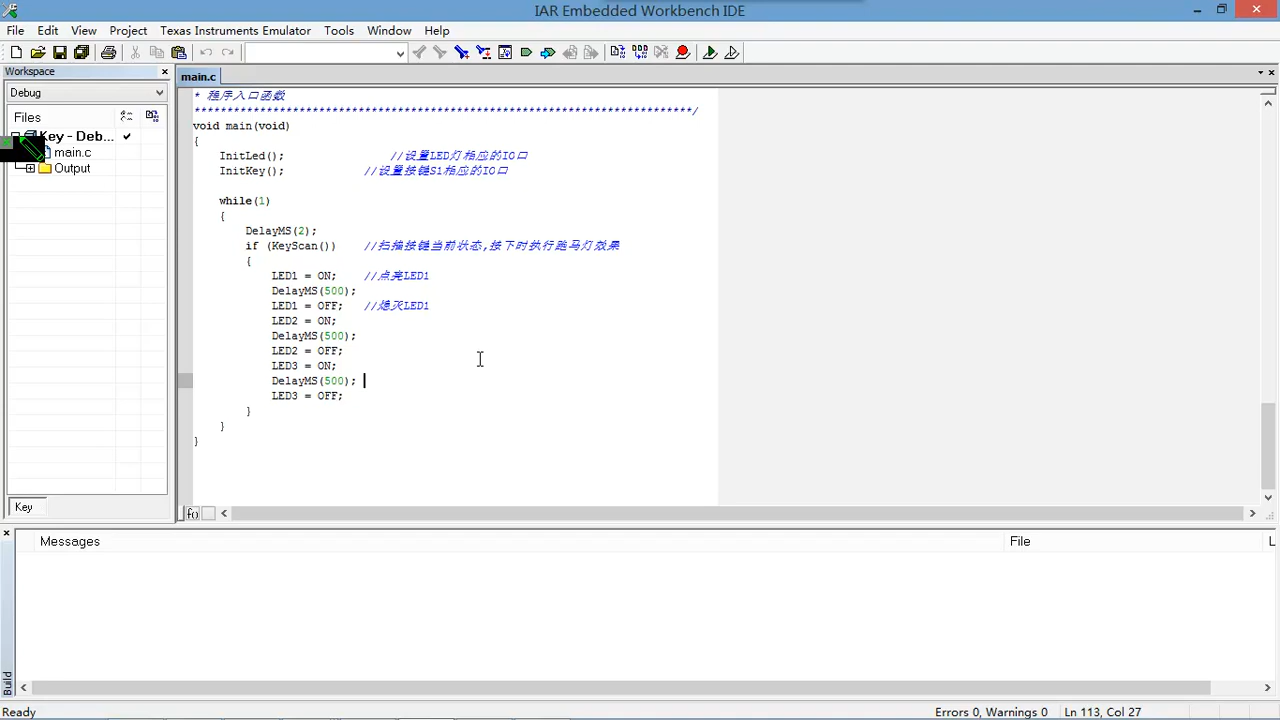 IAR Embedded Workbench IDE
File Edit View Project Texas Instruments Emulator Tools Window Help
Workspace
main.c
Debug
Files
Key - Deb...
main.c
Output
Key
* 程序入口函数
****************************************************************************/
void main(void)
{
InitLed(); //设置LED灯相应的IO口
InitKey(); //设置按键S1相应的IO口
while(1)
{
DelayMS(2);
if (KeyScan()) //扫描按键当前状态,按下时执行跑马灯效果
{
LED1 = ON; //点亮LED1
DelayMS(500);
LED1 = OFF; //熄灭LED1
LED2 = ON;
DelayMS(500);
LED2 = OFF;
LED3 = ON;
DelayMS(500);
LED3 = OFF;
}
}
}
Messages File L
Build
Ready Errors 0, Warnings 0 Ln 113, Col 27